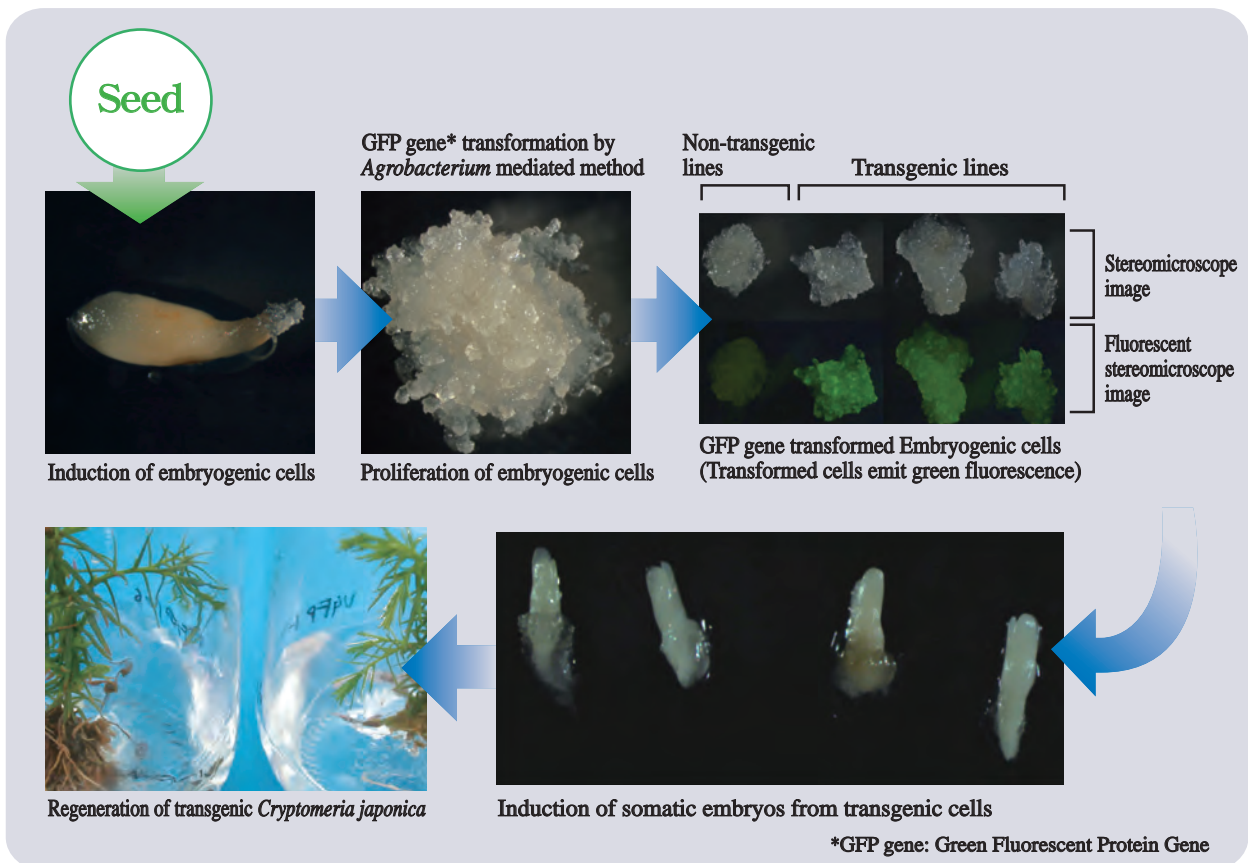 Seed
GFP gene* transformation by
Agrobacterium mediated method
Non-transgenic
lines
Transgenic lines
Stereomicroscope
image
Fluorescent
stereomicroscope
image
Induction of embryogenic cells
Proliferation of embryogenic cells
GFP gene transformed Embryogenic cells
(Transformed cells emit green fluorescence)
Regeneration of transgenic Cryptomeria japonica
Induction of somatic embryos from transgenic cells
*GFP gene: Green Fluorescent Protein Gene